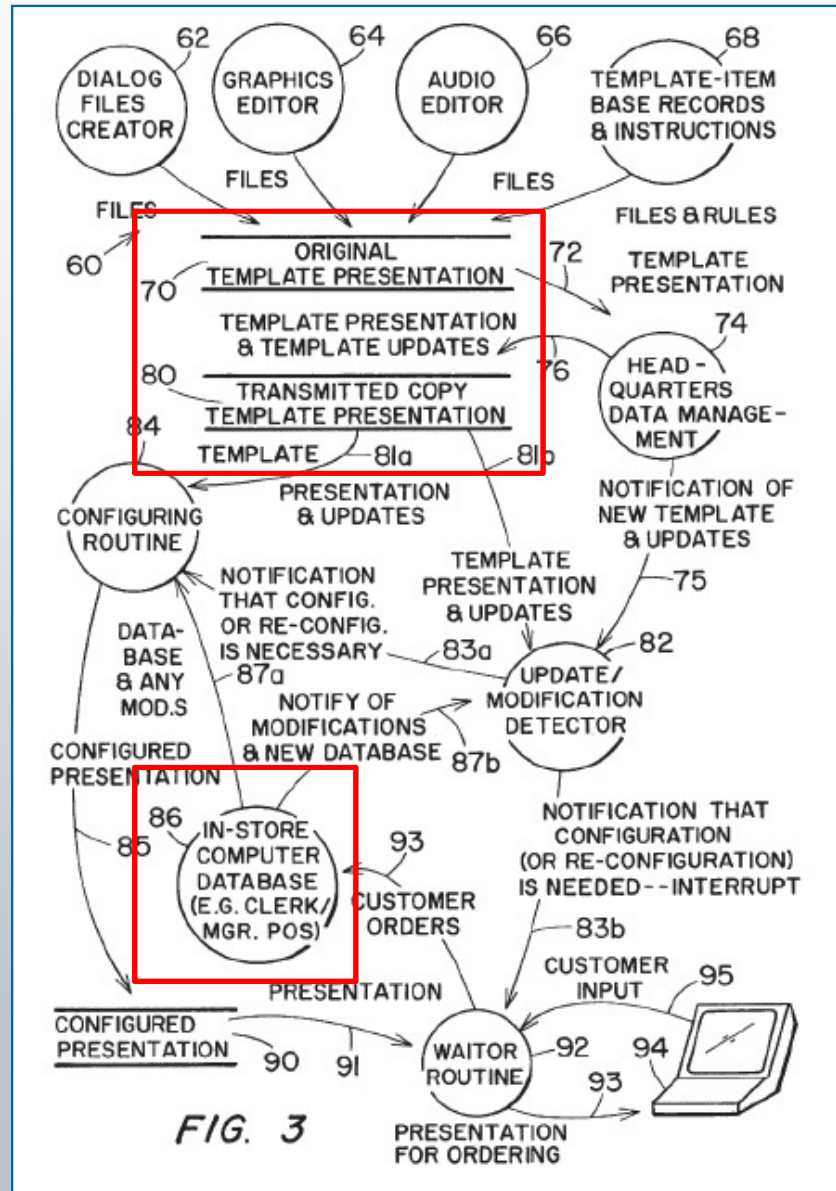 62
64
66
68
DIALOG
FILES
CREATOR
GRAPHICS
EDITOR
AUDIO
EDITOR
TEMPLATE-ITEM
BASE RECORDS
& INSTRUCTIONS
FILES
FILES
FILES
FILES & RULES
60
ORIGINAL
TEMPLATE PRESENTATION
70
72
TEMPLATE
PRESENTATION
TEMPLATE PRESENTATION
& TEMPLATE UPDATES
76
74
HEAD-
QUARTERS
DATA MANAGE-
MENT
80
TRANSMITTED COPY
TEMPLATE PRESENTATION
84
TEMPLATE
81a
81b
PRESENTATION
& UPDATES
NOTIFICATION OF
NEW TEMPLATE
& UPDATES
75
CONFIGURING
ROUTINE
NOTIFICATION
THAT CONFIG.
OR RE-CONFIG.
IS NECESSARY
83a
TEMPLATE
PRESENTATION
& UPDATES
82
DATA-
BASE
& ANY
MOD.S
87a
UPDATE/
MODIFICATION
DETECTOR
NOTIFY OF
MODIFICATIONS
& NEW DATABASE
87b
CONFIGURED
PRESENTATION
85
86
IN-STORE
COMPUTER
DATABASE
(E.G. CLERK/
MGR. POS)
93
CUSTOMER
ORDERS
NOTIFICATION THAT
CONFIGURATION
(OR RE-CONFIGURATION)
IS NEEDED--INTERRUPT
83b
PRESENTATION
CUSTOMER
INPUT
95
CONFIGURED
PRESENTATION
90
91
WAITOR
ROUTINE
92
94
93
FIG. 3
PRESENTATION
FOR ORDERING